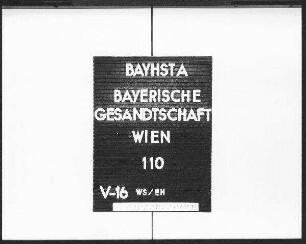 BAYHSTA
BAYERISCHE
GESANDTSCHAFT
WIEN
110
V-16 WS/EH